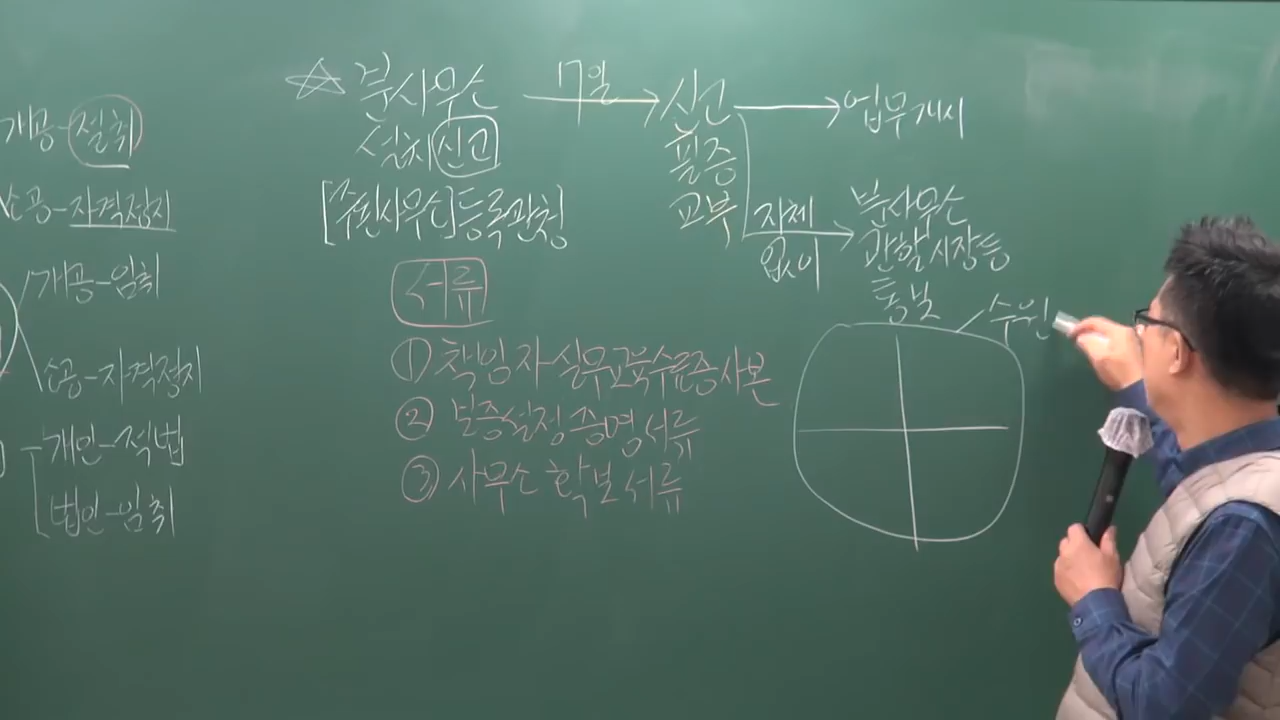 개공-절취
소공-자격정지
개공-임취
소공-자격정지
개인-적법
법인-임취
☆ 분사무소
설치신고
[주된사무소]등록관청
7일
신고
필증
교부
업무개시
지체
없이
분사무소
관할시장등
통보
서류
① 책임자실무교육수료증사본
② 보증설정증명서류
③ 사무소확보서류
수원